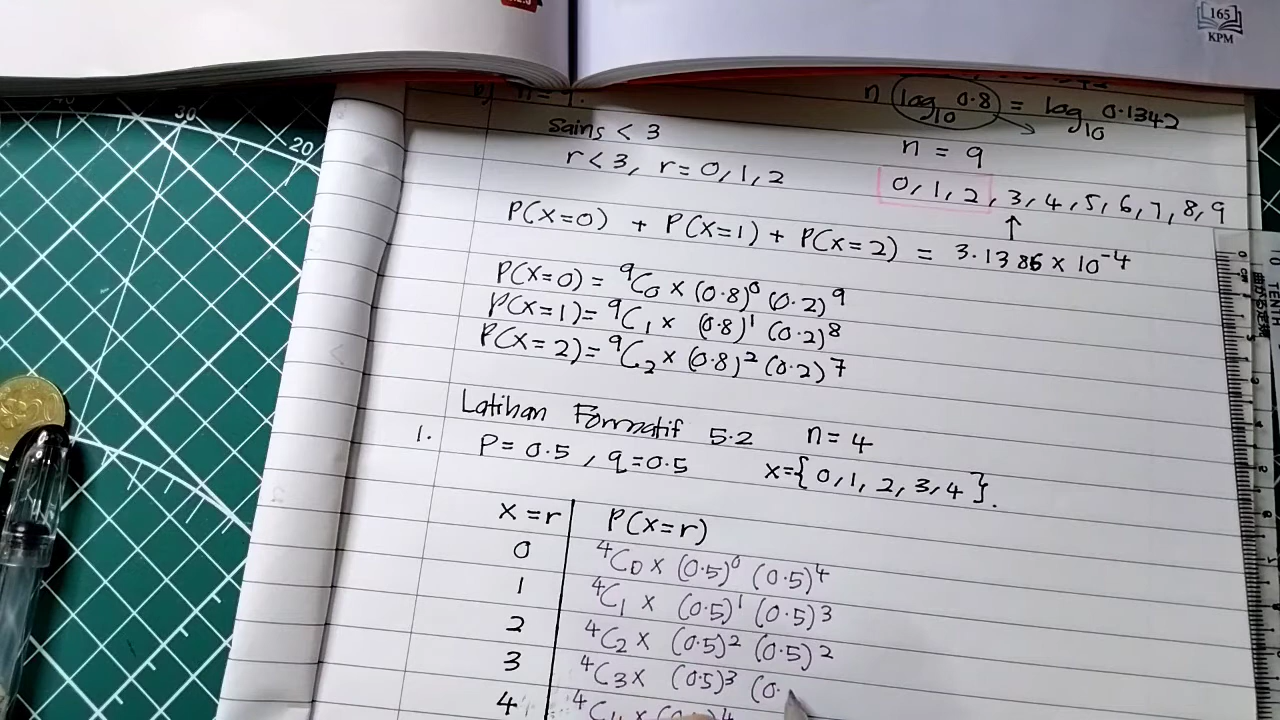 165
KPM
n log₁₀ 0.8 = log₁₀ 0.1342
n = 9
0, 1, 2, 3, 4, 5, 6, 7, 8, 9
↑
Sains < 3
r < 3, r = 0, 1, 2
P(X=0) + P(X=1) + P(X=2) = 3.1386 × 10⁻⁴
P(X=0) = ⁹C₀ × (0.8)⁰ (0.2)⁹
P(X=1) = ⁹C₁ × (0.8)¹ (0.2)⁸
P(X=2) = ⁹C₂ × (0.8)² (0.2)⁷
Latihan Formatif 5.2 n = 4
1. P = 0.5, q = 0.5 x = {0, 1, 2, 3, 4}.
X = r P(X=r)
0 ⁴C₀ × (0.5)⁰ (0.5)⁴
1 ⁴C₁ × (0.5)¹ (0.5)³
2 ⁴C₂ × (0.5)² (0.5)²
3 ⁴C₃ × (0.5)³ (0.
4
30
20
TENTH